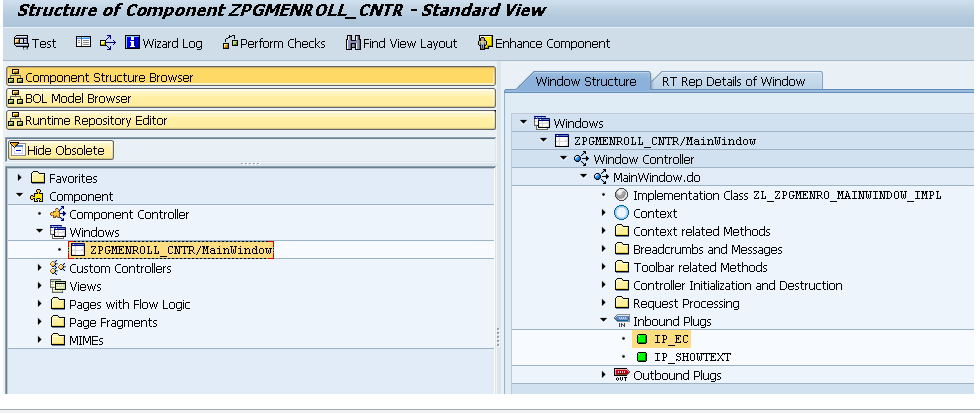 Structure of Component ZPGMENROLL_CNTR - Standard View
Test Wizard Log Perform Checks Find View Layout Enhance Component
Component Structure Browser
BOL Model Browser
Runtime Repository Editor
Hide Obsolete
Favorites
Component
Component Controller
Windows
ZPGMENROLL_CNTR/MainWindow
Custom Controllers
Views
Pages with Flow Logic
Page Fragments
MIMEs
Window Structure RT Rep Details of Window
Windows
ZPGMENROLL_CNTR/MainWindow
Window Controller
MainWindow.do
Implementation Class ZL_ZPGMENRO_MAINWINDOW_IMPL
Context
Context related Methods
Breadcrumbs and Messages
Toolbar related Methods
Controller Initialization and Destruction
Request Processing
IN Inbound Plugs
IP_EC
IP_SHOWTEXT
OUT Outbound Plugs